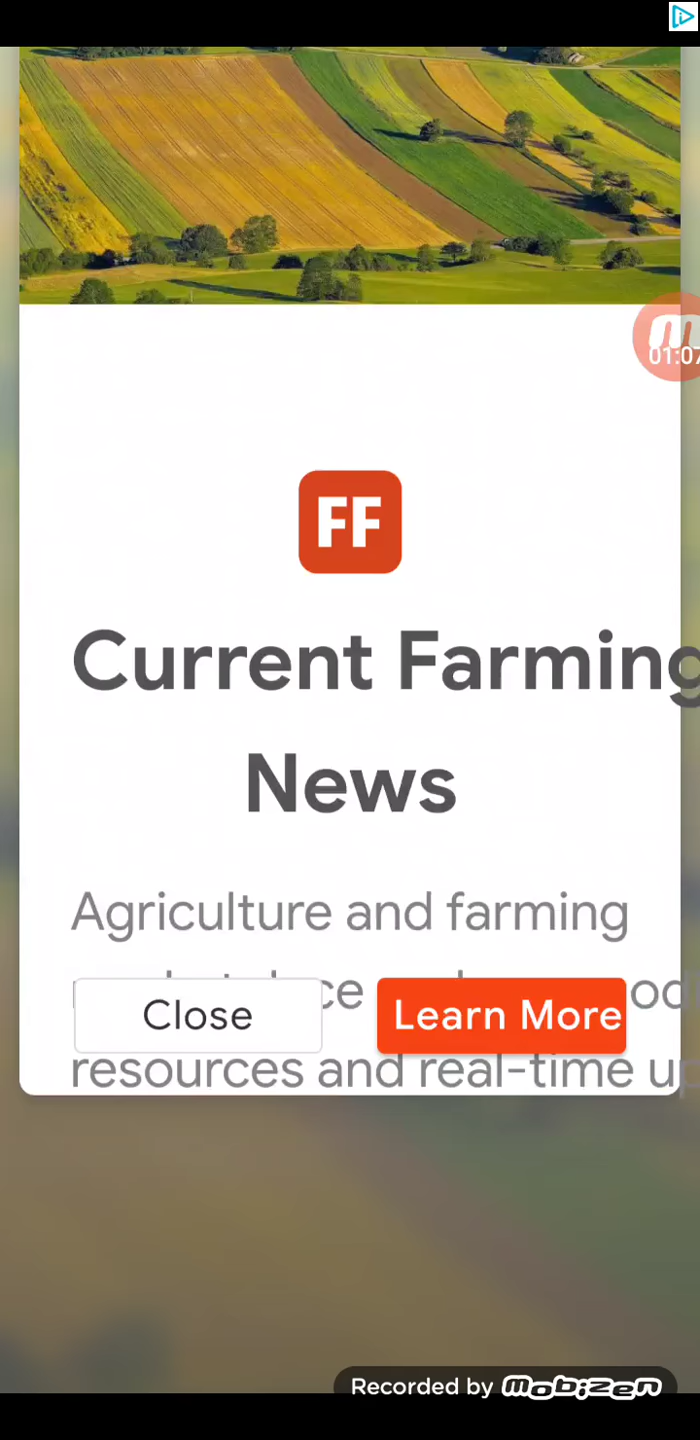 01:07
FF
Current Farming
News
Agriculture and farming
Close
Learn More
resources and real-time up
Recorded by mobizen